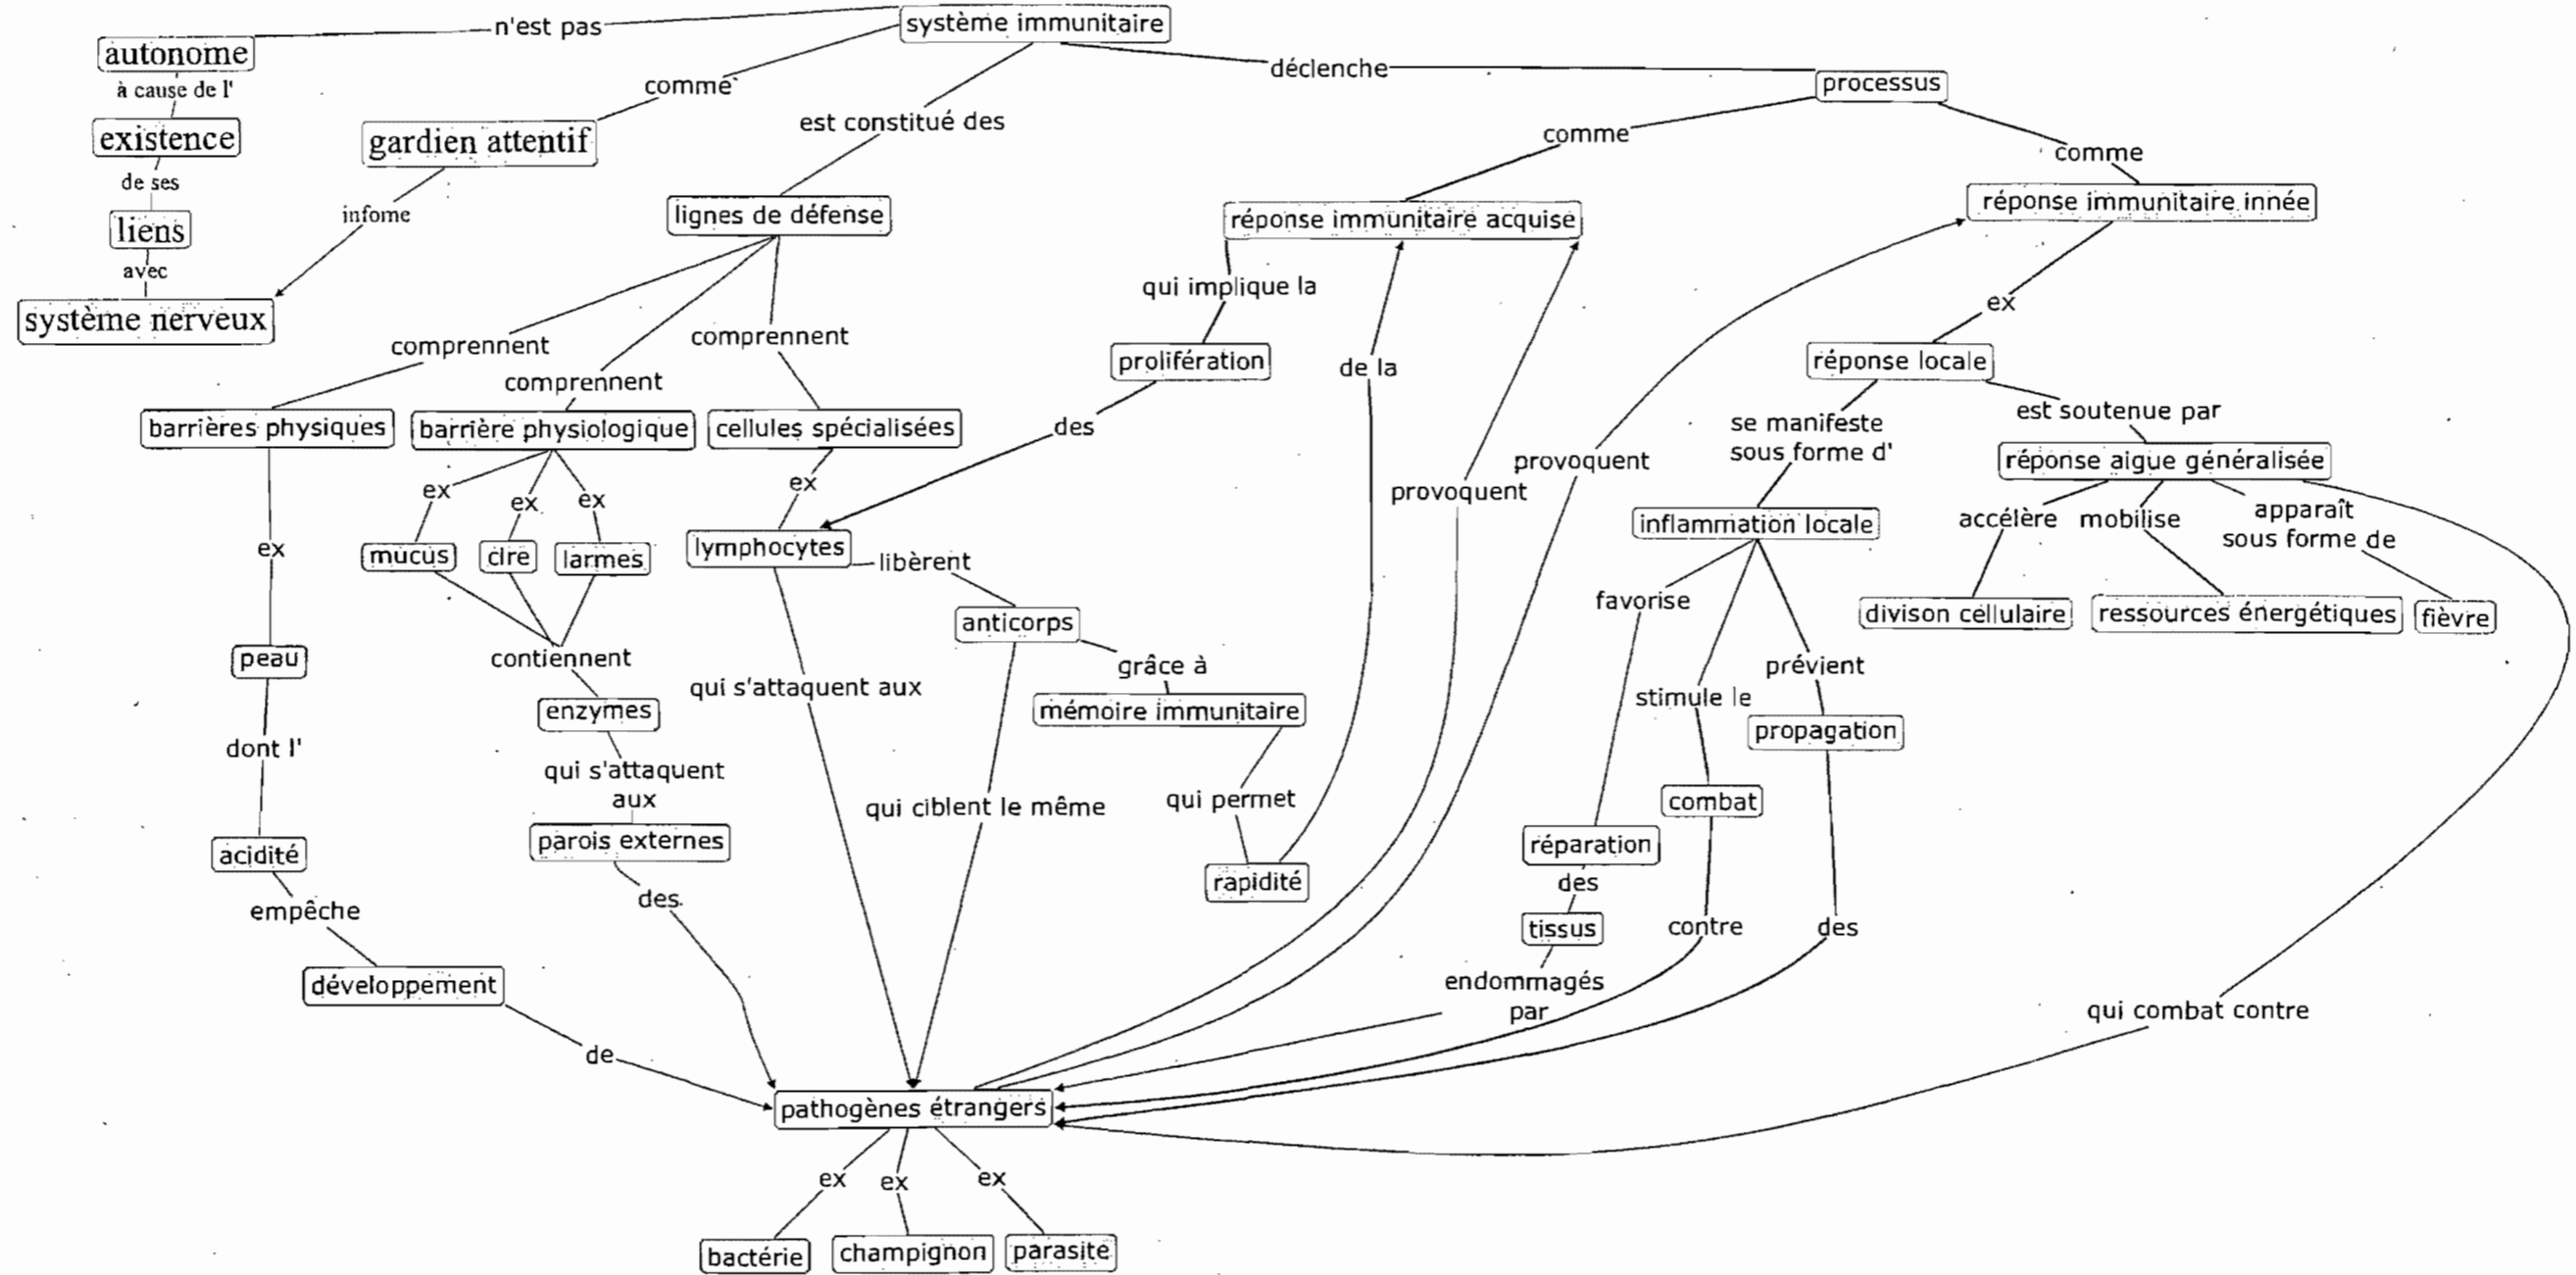 système immunitaire
n'est pas
autonome
à cause de l'
existence
de ses
liens
avec
système nerveux
comme
gardien attentif
infome
est constitué des
lignes de défense
déclenche
processus
comme
comme
réponse immunitaire acquise
réponse immunitaire innée
qui implique la
prolifération
des
de la
provoquent
provoquent
ex
réponse locale
comprennent
comprennent
comprennent
barrières physiques
barrière physiologique
cellules spécialisées
se manifeste
sous forme d'
est soutenue par
réponse aigue généralisée
ex
ex
ex
ex
ex
mucus
cire
larmes
lymphocytes
libèrent
inflammation locale
accélère
mobilise
apparaît
sous forme de
divison cellulaire
ressources énergétiques
fièvre
anticorps
grâce à
mémoire immunitaire
favorise
stimule le
prévient
propagation
peau
contiennent
enzymes
qui s'attaquent aux
dont l'
qui s'attaquent
aux
parois externes
qui ciblent le même
qui permet
rapidité
combat
réparation
des
tissus
endommagés
par
contre
des
acidité
empêche
développement
de
des
qui combat contre
pathogènes étrangers
ex
ex
ex
bactérie
champignon
parasite